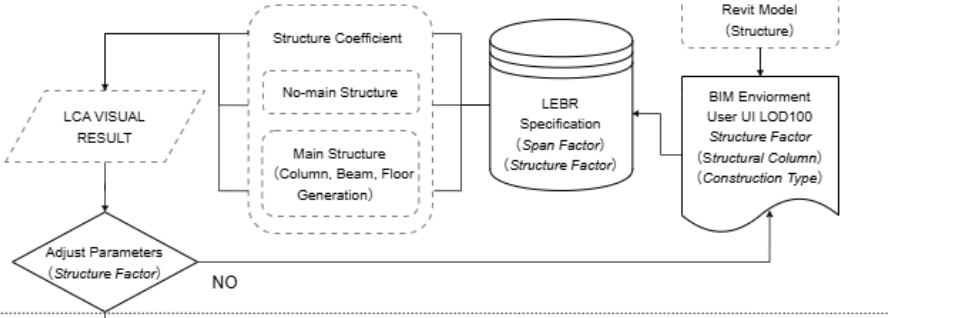 Revit Model
(Structure)
Structure Coefficient
No-main Structure
Main Structure
(Column, Beam, Floor
Generation)
LEBR
Specification
(Span Factor)
(Structure Factor)
BIM Enviorment
User UI LOD100
Structure Factor
(Structural Column)
(Construction Type)
LCA VISUAL
RESULT
Adjust Parameters
(Structure Factor)
NO